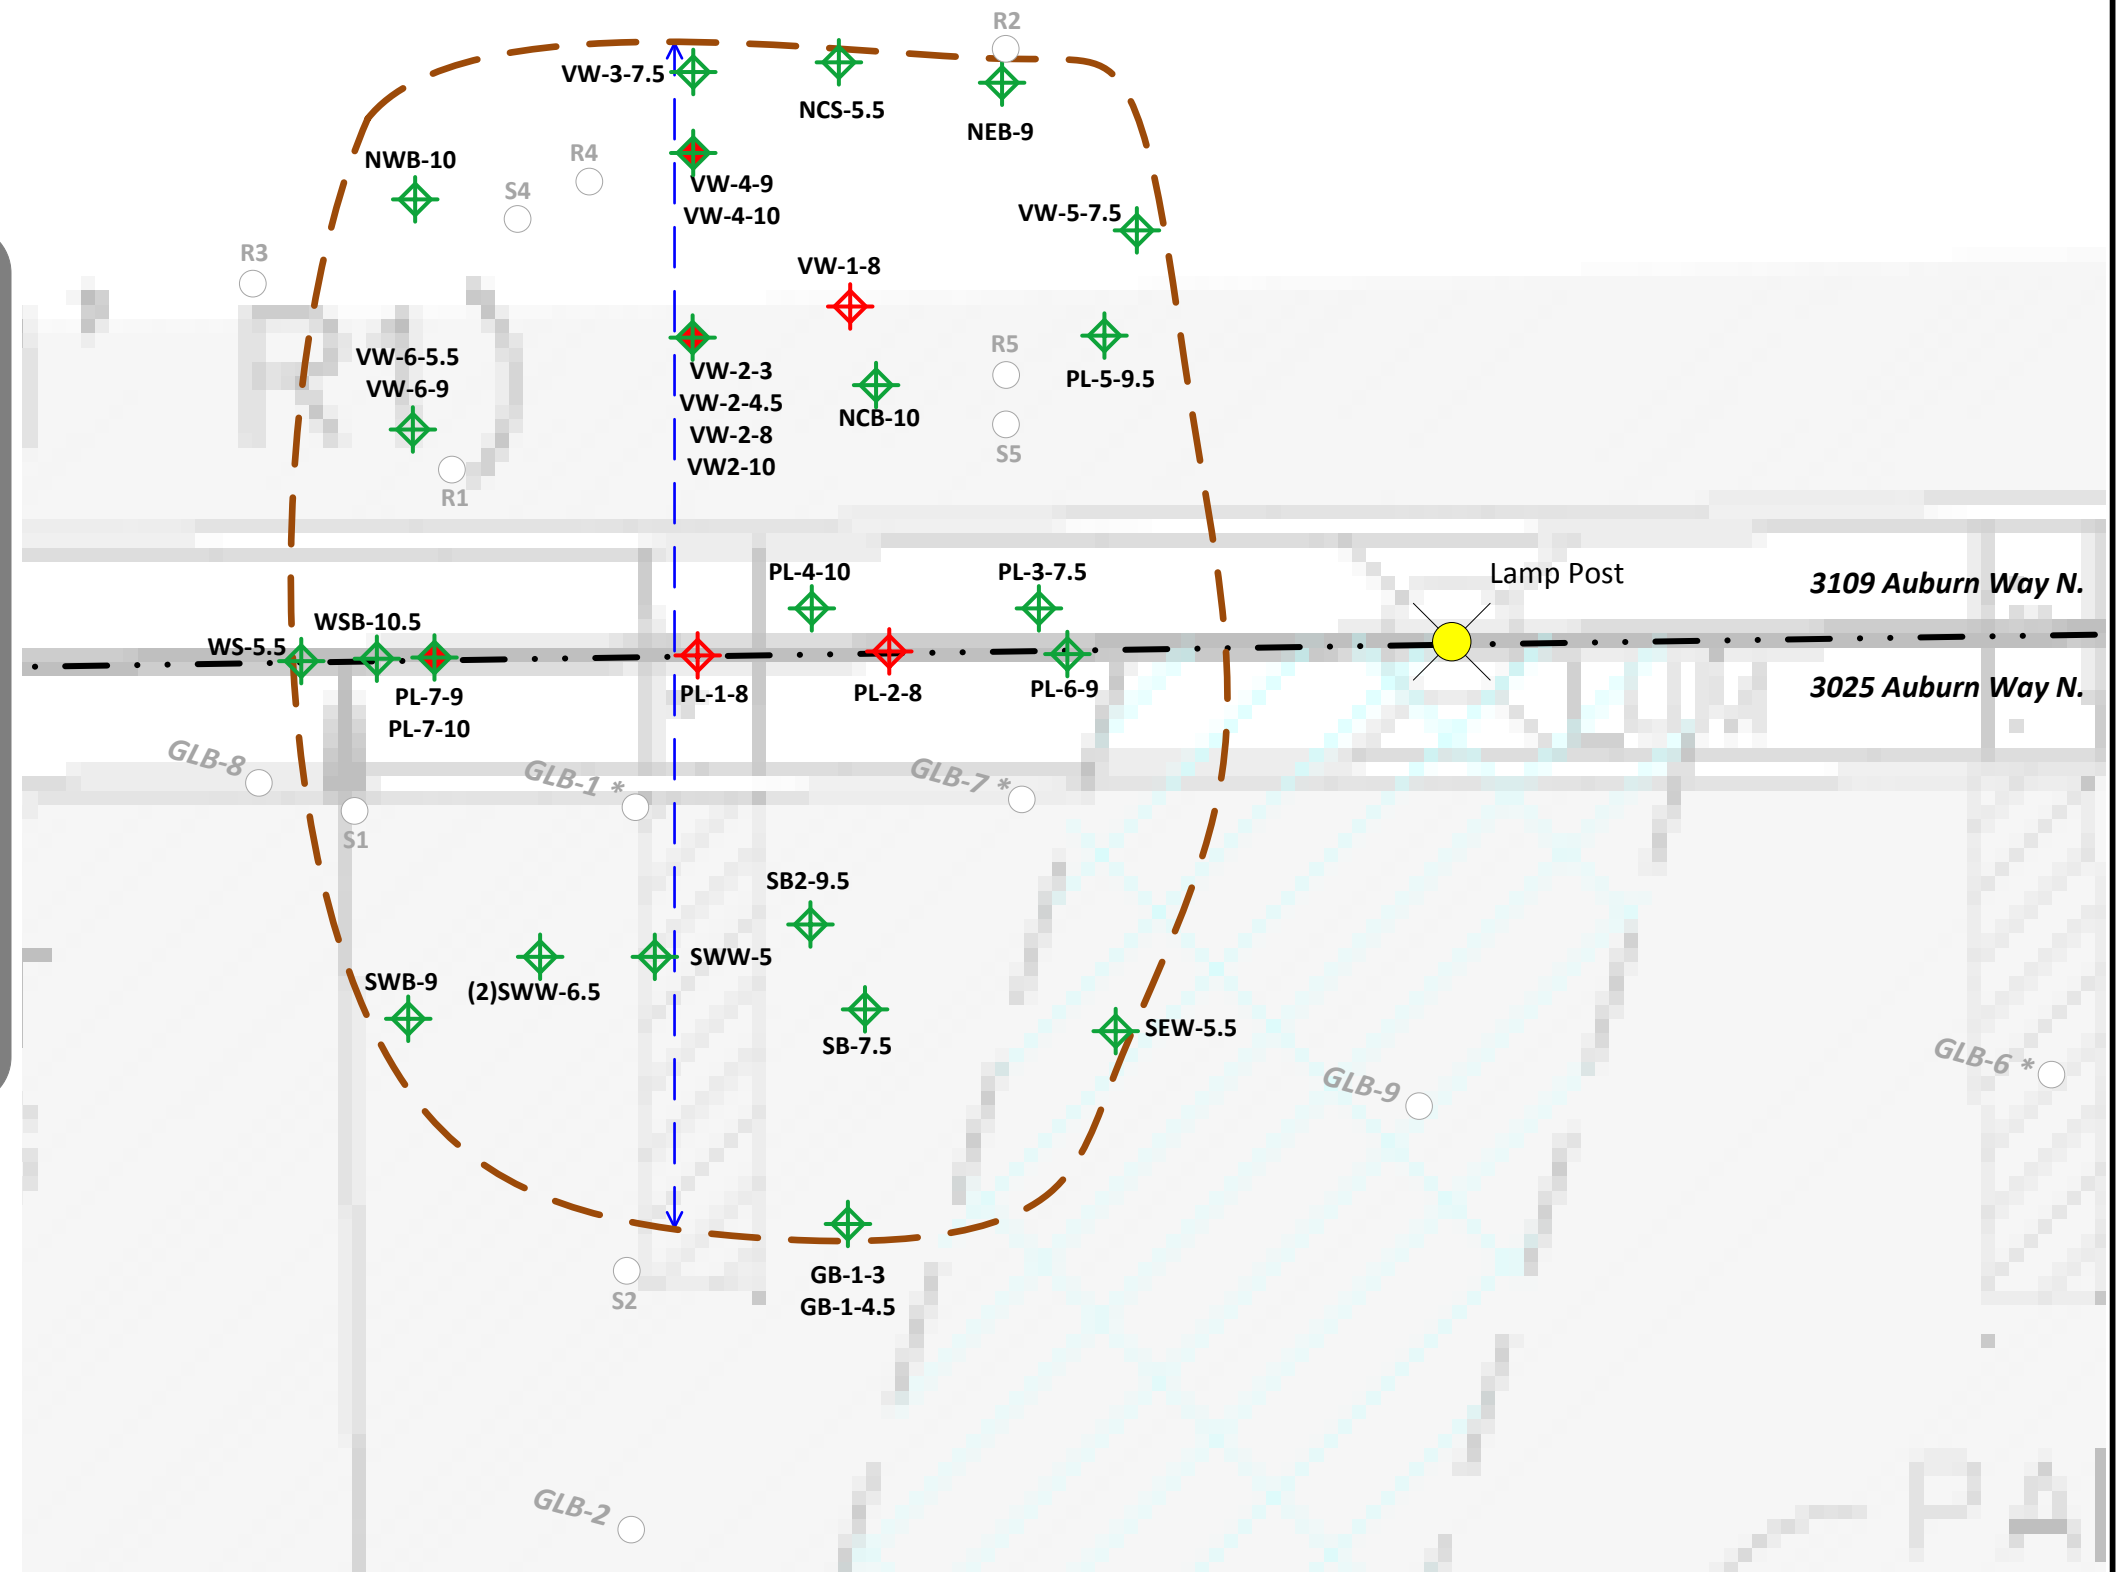 R2
VW-3-7.5
NCS-5.5
NEB-9
NWB-10
R4
S4
VW-4-9
VW-4-10
VW-5-7.5
R3
VW-1-8
R5
VW-6-5.5
VW-6-9
VW-2-3
VW-2-4.5
VW-2-8
VW2-10
PL-5-9.5
NCB-10
S5
R1
R)
PL-4-10
PL-3-7.5
Lamp Post
3109 Auburn Way N.
WSB-10.5
WS-5.5
PL-7-9
PL-7-10
PL-1-8
PL-2-8
PL-6-9
3025 Auburn Way N.
GLB-8
GLB-1 *
GLB-7 *
S1
SB2-9.5
SWW-5
SWB-9
(2)SWW-6.5
SB-7.5
SEW-5.5
GLB-6 *
GLB-9
GB-1-3
GB-1-4.5
S2
GLB-2
PA